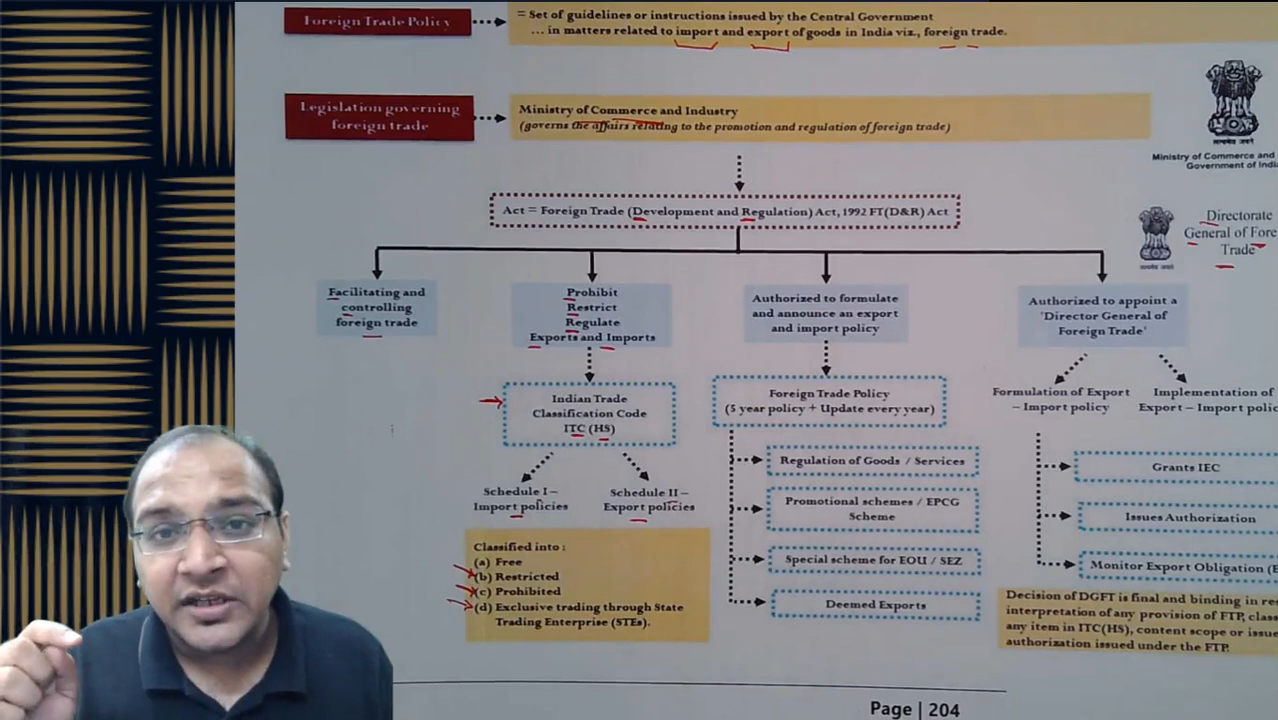 Foreign Trade Policy
= Set of guidelines or instructions issued by the Central Government
... in matters related to import and export of goods in India viz., foreign trade.
Legislation governing
foreign trade
Ministry of Commerce and Industry
(governs the affairs relating to the promotion and regulation of foreign trade)
सत्यमेव जयते
Ministry of Commerce and
Government of India
Act = Foreign Trade (Development and Regulation) Act, 1992 FT(D&R) Act
Directorate
General of Fore
Trade
Facilitating and
controlling
foreign trade
Prohibit
Restrict
Regulate
Exports and Imports
Authorized to formulate
and announce an export
and import policy
Authorized to appoint a
'Director General of
Foreign Trade'
Indian Trade
Classification Code
ITC (HS)
Foreign Trade Policy
(5 year policy + Update every year)
Formulation of Export
– Import policy
Implementation of
Export – Import polic
Schedule I –
Import policies
Schedule II –
Export policies
Regulation of Goods / Services
Promotional schemes / EPCG
Scheme
Special scheme for EOU / SEZ
Deemed Exports
Grants IEC
Issues Authorization
Monitor Export Obligation (E
Classified into :
(a) Free
(b) Restricted
(c) Prohibited
(d) Exclusive trading through State
Trading Enterprise (STEs).
Decision of DGFT is final and binding in res
interpretation of any provision of FTP, clas
any item in ITC(HS), content scope or issue
authorization issued under the FTP.
Page | 204